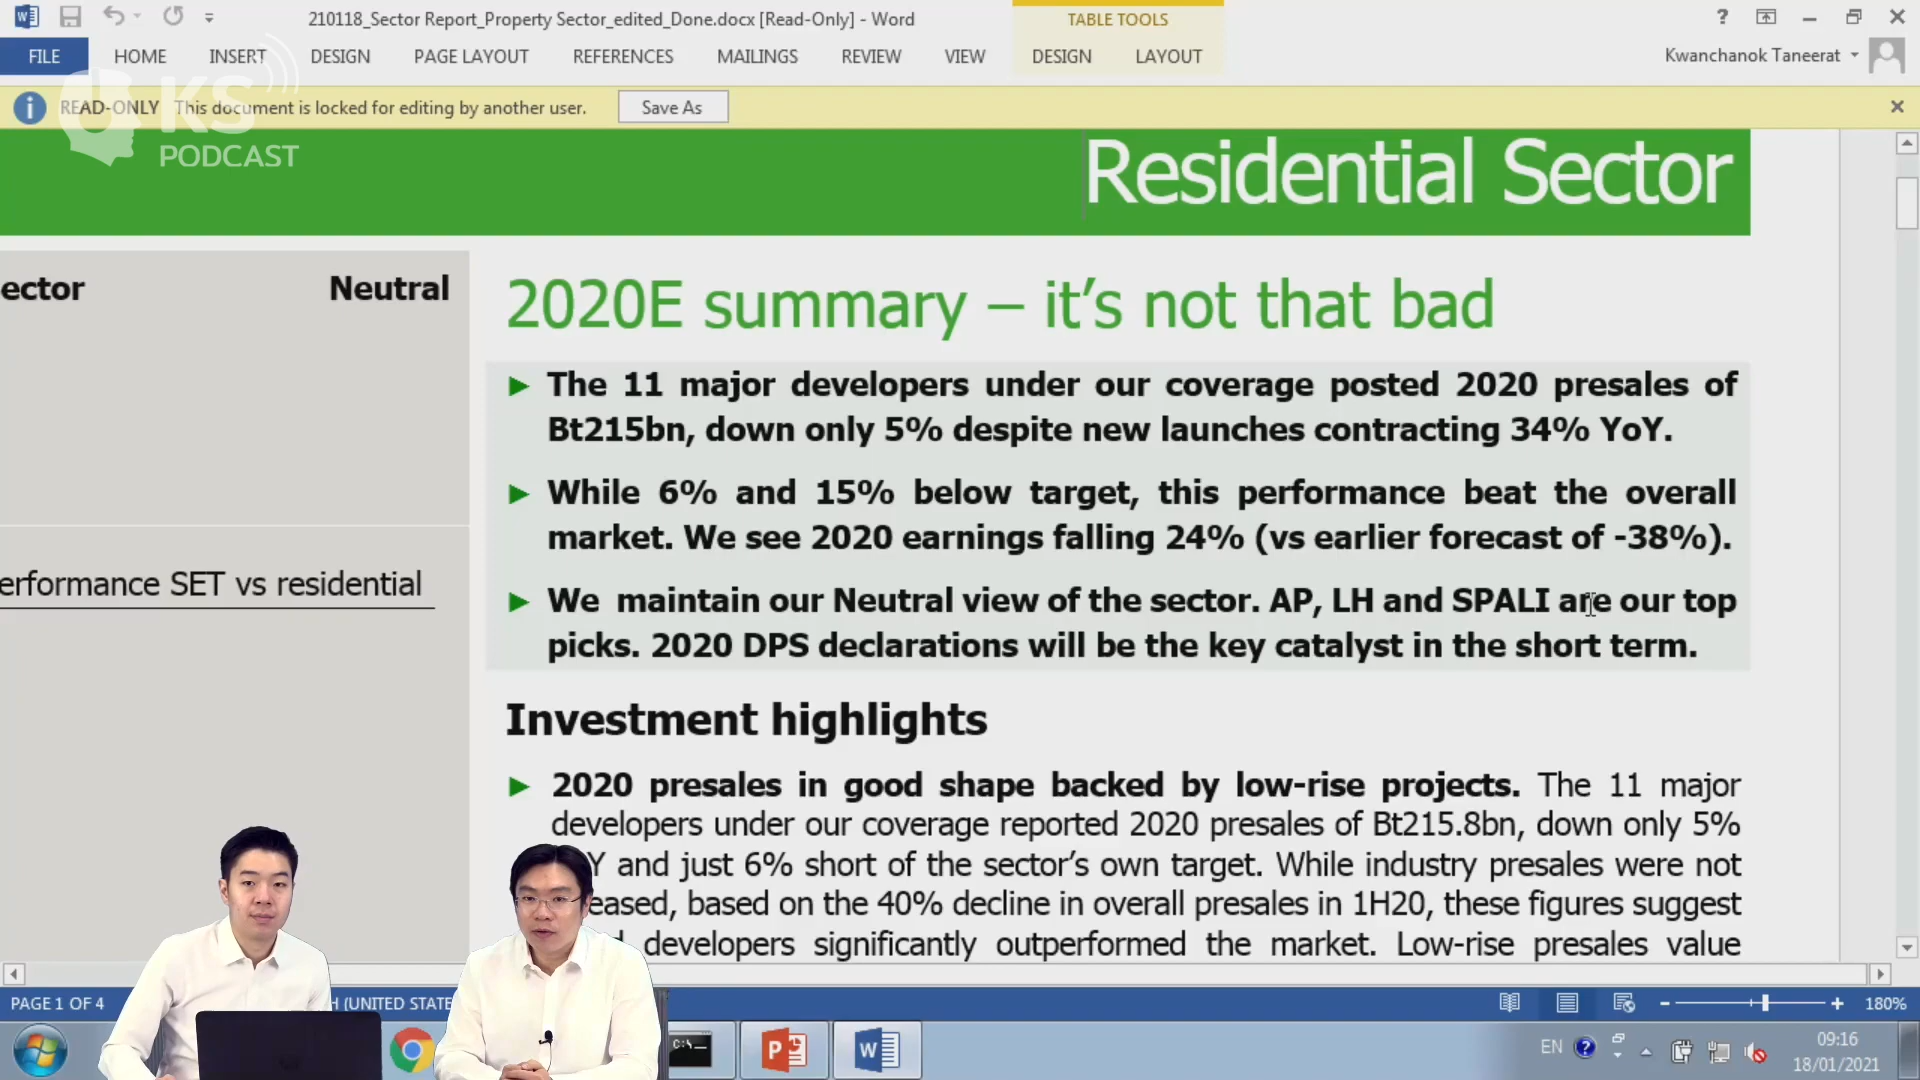 210118_Sector Report_Property Sector_edited_Done.docx [Read-Only] - Word
TABLE TOOLS
FILE HOME INSERT DESIGN PAGE LAYOUT REFERENCES MAILINGS REVIEW VIEW DESIGN LAYOUT
Kwanchanok Taneerat
READ-ONLY This document is locked for editing by another user. Save As
KS
PODCAST
Residential Sector
ector Neutral
2020E summary – it's not that bad
The 11 major developers under our coverage posted 2020 presales of
Bt215bn, down only 5% despite new launches contracting 34% YoY.
While 6% and 15% below target, this performance beat the overall
market. We see 2020 earnings falling 24% (vs earlier forecast of -38%).
erformance SET vs residential
We maintain our Neutral view of the sector. AP, LH and SPALI are our top
picks. 2020 DPS declarations will be the key catalyst in the short term.
Investment highlights
2020 presales in good shape backed by low-rise projects. The 11 major
developers under our coverage reported 2020 presales of Bt215.8bn, down only 5%
Y and just 6% short of the sector's own target. While industry presales were not
eased, based on the 40% decline in overall presales in 1H20, these figures suggest
developers significantly outperformed the market. Low-rise presales value
PAGE 1 OF 4
H (UNITED STATE
180%
C:\
EN
09:16
18/01/2021